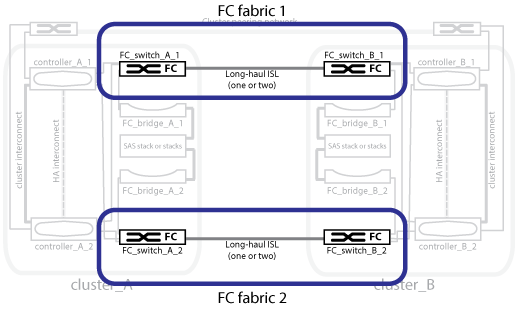 FC fabric 1
Cluster peering network
FC_switch_A_1
FC_switch_B_1
controller_A_1
FC
FC
controller_B_1
Long-haul ISL
(one or two)
FC_bridge_A_1
FC_bridge_B_1
cluster interconnect
HA interconnect
SAS stack or stacks
SAS stack or stacks
HA interconnect
cluster interconnect
FC_bridge_A_2
FC_bridge_B_2
FC
FC
controller_A_2
FC_switch_A_2
Long-haul ISL
(one or two)
FC_switch_B_2
controller_B_2
cluster_A
cluster_B
FC fabric 2